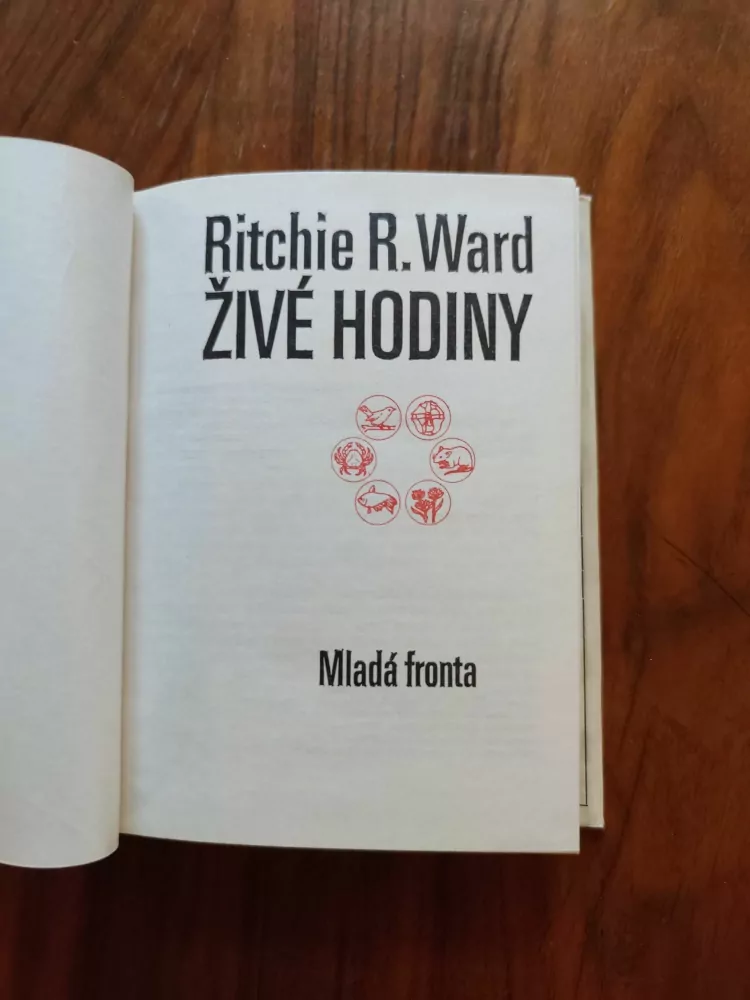 Ritchie R. Ward
ŽIVÉ HODINY
Mladá fronta